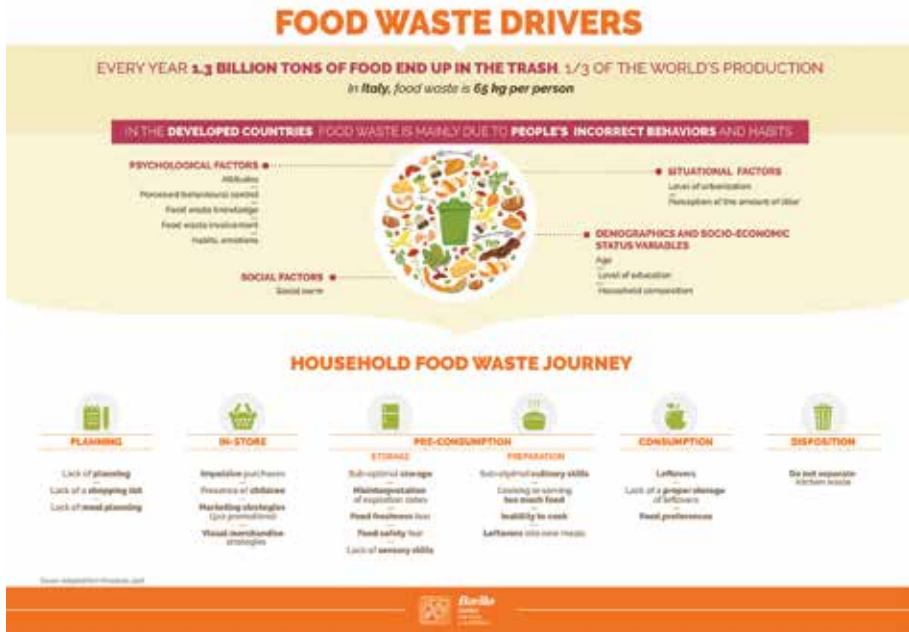 FOOD WASTE DRIVERS
EVERY YEAR 1,3 BILLION TONS OF FOOD END UP IN THE TRASH, 1/3 OF THE WORLD'S PRODUCTION
In Italy, food waste is 65 kg per person
IN THE DEVELOPED COUNTRIES FOOD WASTE IS MAINLY DUE TO PEOPLE'S INCORRECT BEHAVIORS AND HABITS
PSYCHOLOGICAL FACTORS
Attitudes
Perceived behavioural control
Food waste knowledge
Food waste involvement
Habits, emotions
SOCIAL FACTORS
Social norm
SITUATIONAL FACTORS
Level of urbanization
Perception of the amount of litter
DEMOGRAPHICS AND SOCIO-ECONOMIC
STATUS VARIABLES
Age
Level of education
Household composition
HOUSEHOLD FOOD WASTE JOURNEY
PLANNING
Lack of planning
Lack of a shopping list
Lack of meal planning
IN-STORE
Impulsive purchases
Presence of children
Marketing strategies
(3x2 promotions)
Visual merchandise
strategies
PRE-CONSUMPTION
STORAGE
Sub-optimal storage
Misinterpretation
of expiration dates
Food freshness
Food safety
Lack of sensory skills
PREPARATION
Sub-optimal culinary skills
Cooking or serving
too much food
Inability to cook
Leftovers into new meals
CONSUMPTION
Leftovers
Lack of a proper storage
of leftovers
Food preferences
DISPOSITION
Do not separate
kitchen waste
Barilla